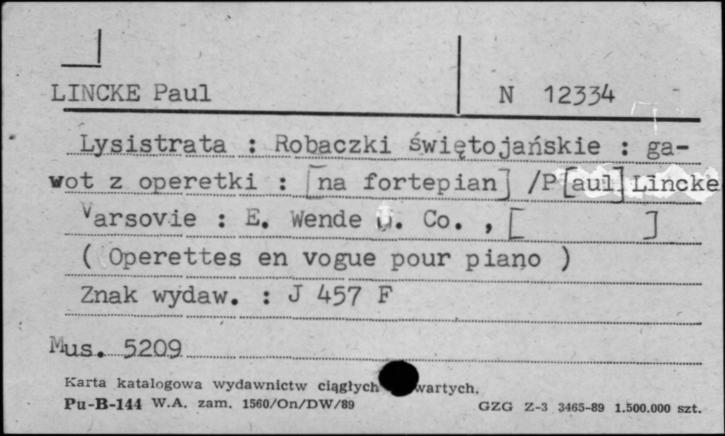 LINCKE Paul
N 12334
Lysistrata : Robaczki świętojańskie : ga-
wot z operetki : [na fortepian] /P[aul] Lincke
Varsovie : E. Wende u. Co. , [ ]
( Operettes en vogue pour piano )
Znak wydaw. : J 457 F
Mus. 5209
Karta katalogowa wydawnictw ciągłych wartych.
Pu-B-144 W.A. zam. 1560/On/DW/89 GZG Z-3 3465-89 1.500.000 szt.